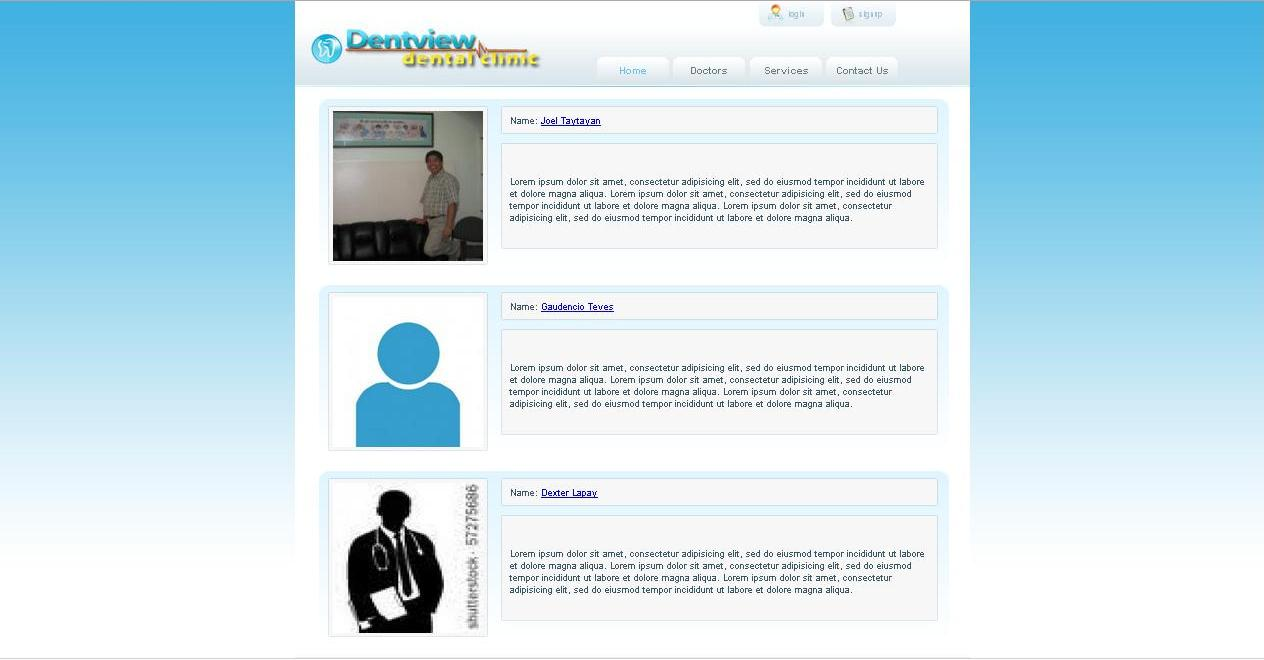 login
signup
Dentview
dental clinic
Home
Doctors
Services
Contact Us
Name: Joel Taytayan
Lorem ipsum dolor sit amet, consectetur adipisicing elit, sed do eiusmod tempor incididunt ut labore
et dolore magna aliqua. Lorem ipsum dolor sit amet, consectetur adipisicing elit, sed do eiusmod
tempor incididunt ut labore et dolore magna aliqua. Lorem ipsum dolor sit amet, consectetur
adipisicing elit, sed do eiusmod tempor incididunt ut labore et dolore magna aliqua.
Name: Gaudencio Teves
Lorem ipsum dolor sit amet, consectetur adipisicing elit, sed do eiusmod tempor incididunt ut labore
et dolore magna aliqua. Lorem ipsum dolor sit amet, consectetur adipisicing elit, sed do eiusmod
tempor incididunt ut labore et dolore magna aliqua. Lorem ipsum dolor sit amet, consectetur
adipisicing elit, sed do eiusmod tempor incididunt ut labore et dolore magna aliqua.
shutterstock · 57275686
Name: Dexter Lapay
Lorem ipsum dolor sit amet, consectetur adipisicing elit, sed do eiusmod tempor incididunt ut labore
et dolore magna aliqua. Lorem ipsum dolor sit amet, consectetur adipisicing elit, sed do eiusmod
tempor incididunt ut labore et dolore magna aliqua. Lorem ipsum dolor sit amet, consectetur
adipisicing elit, sed do eiusmod tempor incididunt ut labore et dolore magna aliqua.